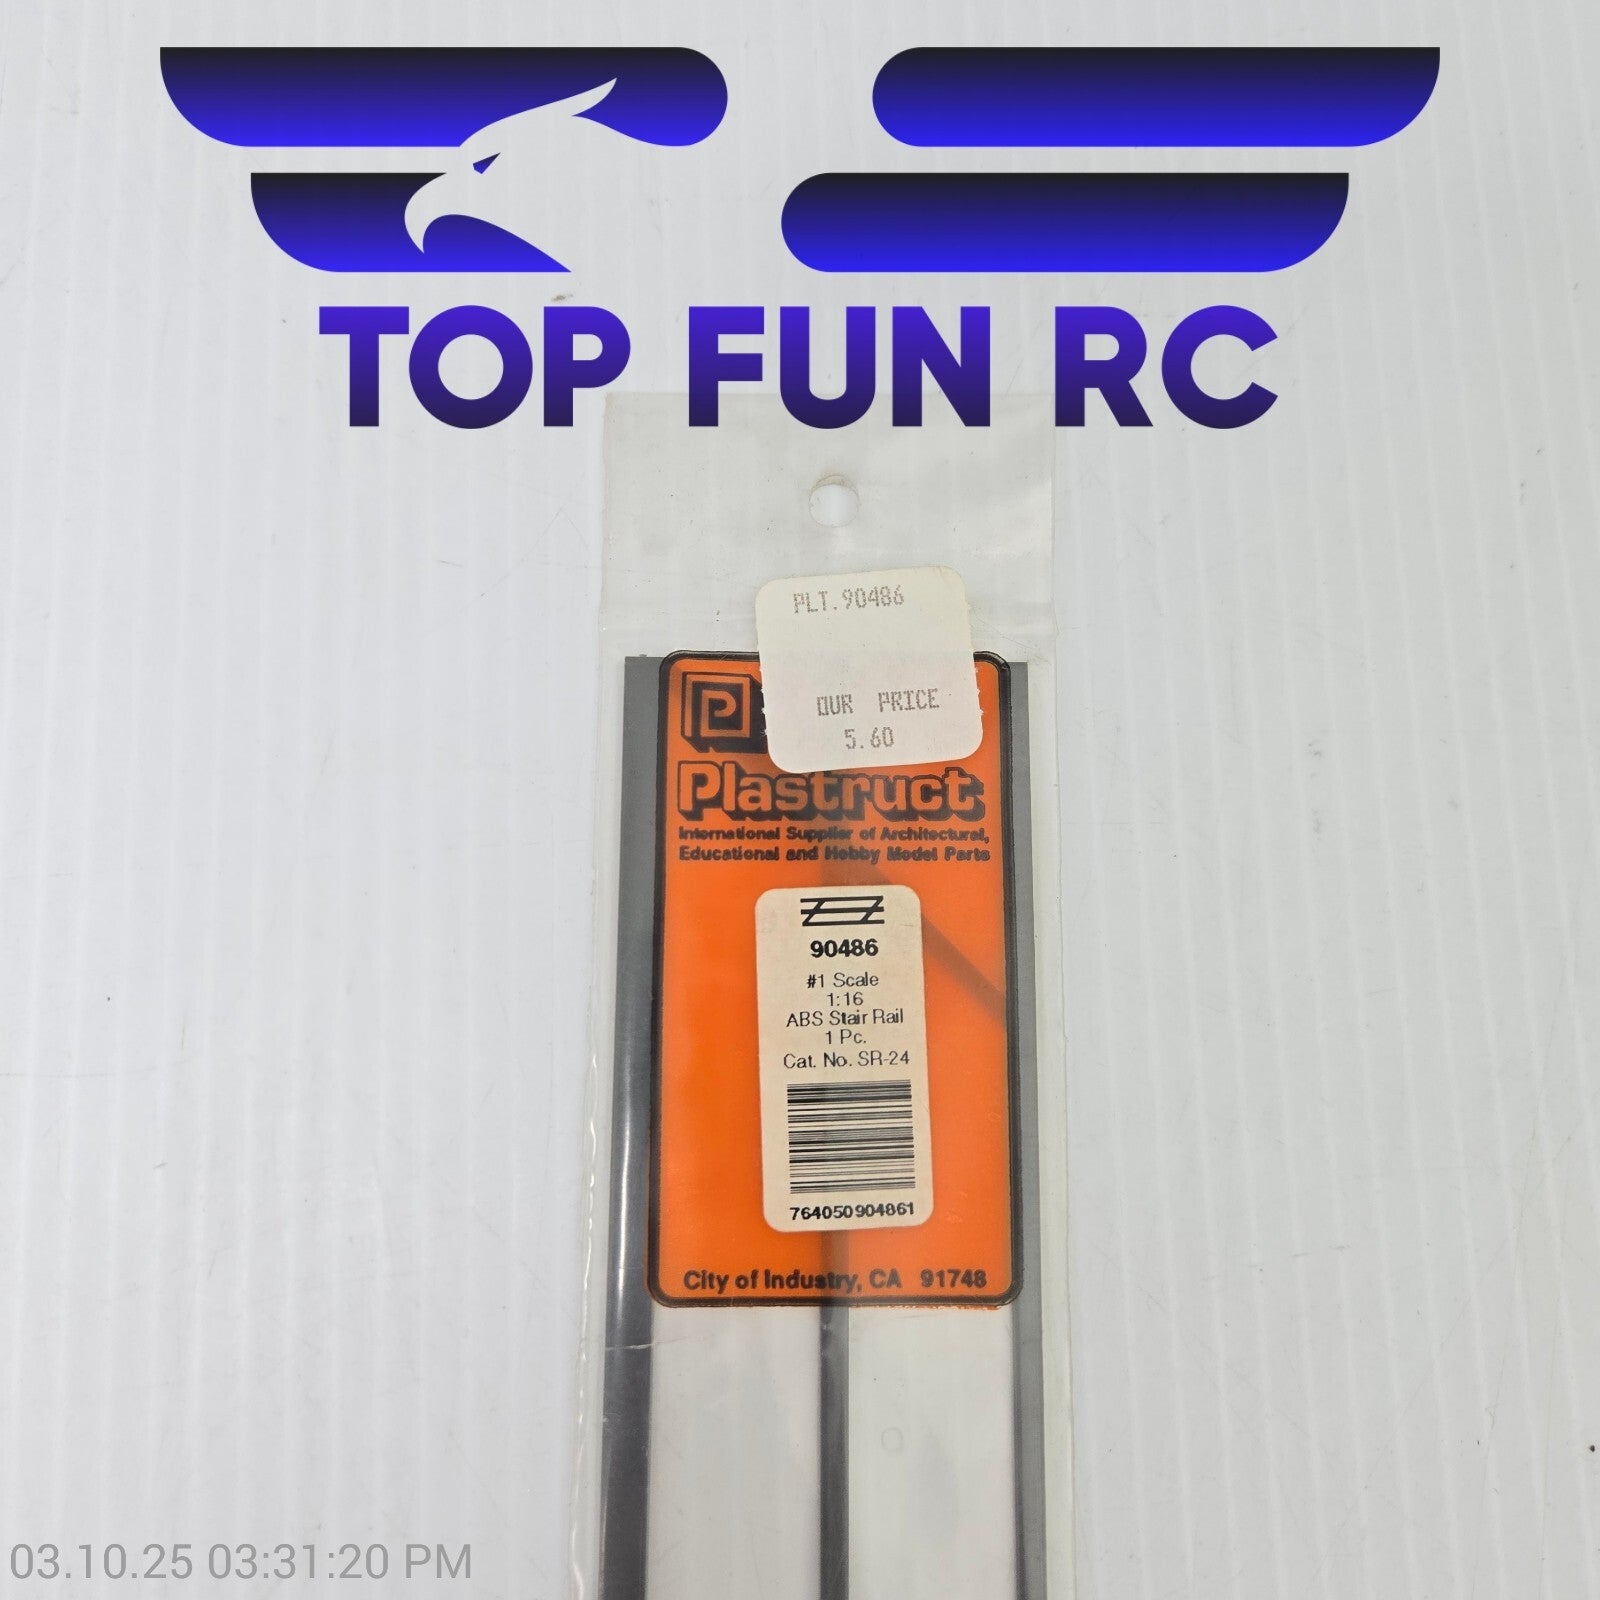 TOP FUN RC
PLT.90486
OUR PRICE
5.60
P
Plastruct
International Supplier of Architectural,
Educational and Hobby Model Parts
90486
#1 Scale
1:16
ABS Stair Rail
1 Pc.
Cat. No. SR-24
764050904861
City of Industry, CA 91748
03.10.25 03:31:20 PM